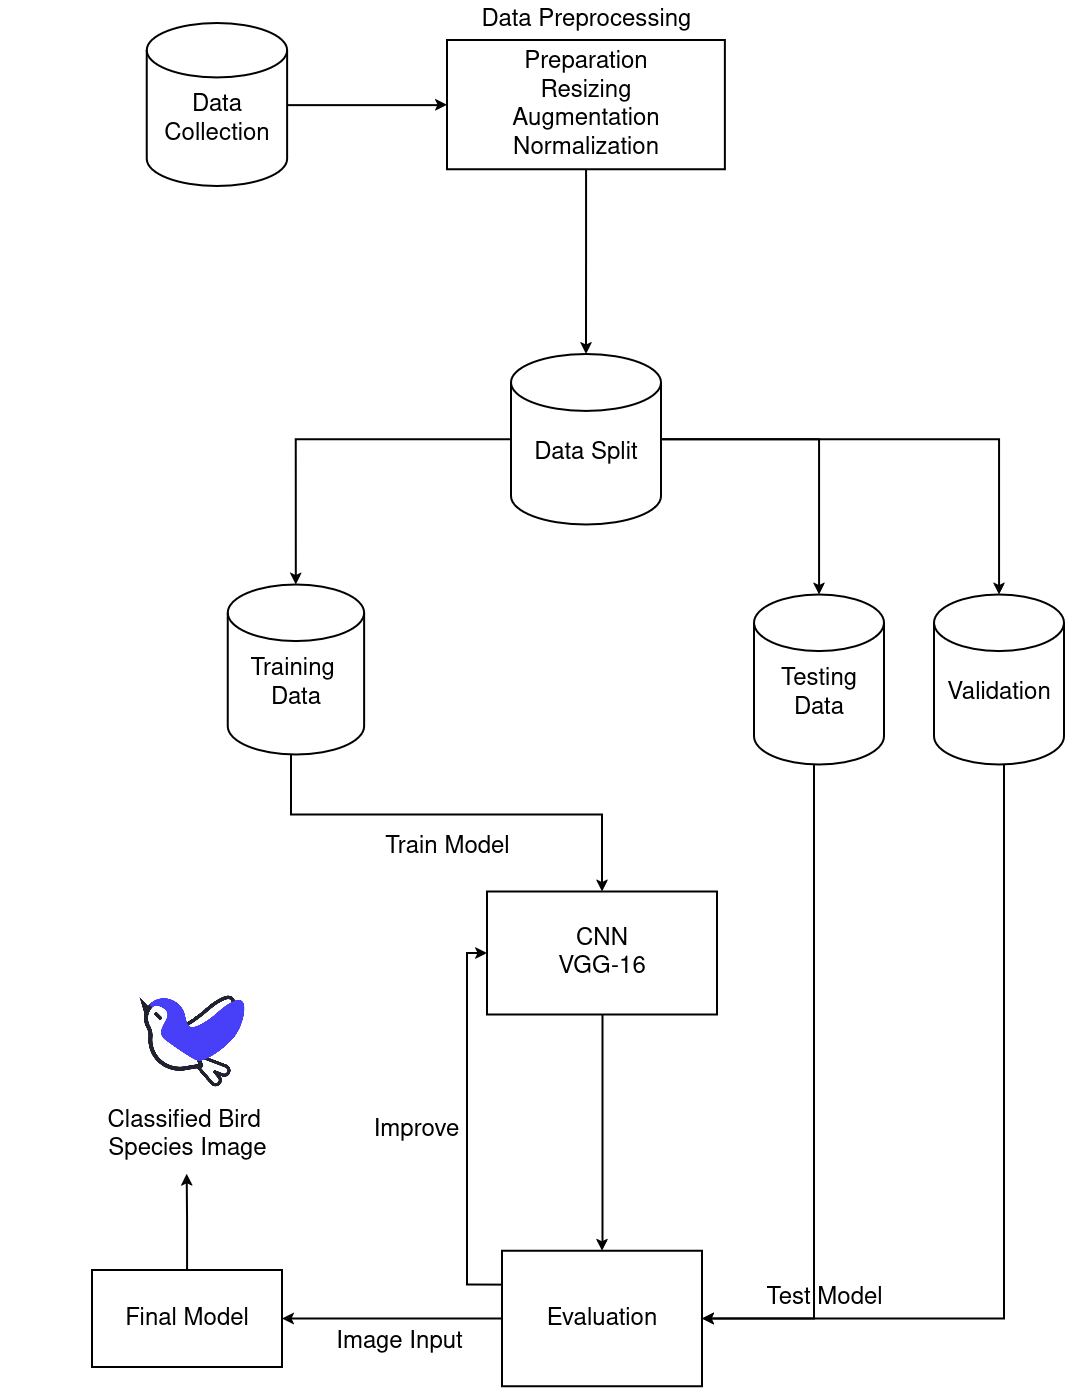 Data Preprocessing
Data
Collection
Preparation
Resizing
Augmentation
Normalization
Data Split
Training
Data
Testing
Data
Validation
Train Model
CNN
VGG-16
Improve
Classified Bird
Species Image
Final Model
Image Input
Evaluation
Test Model